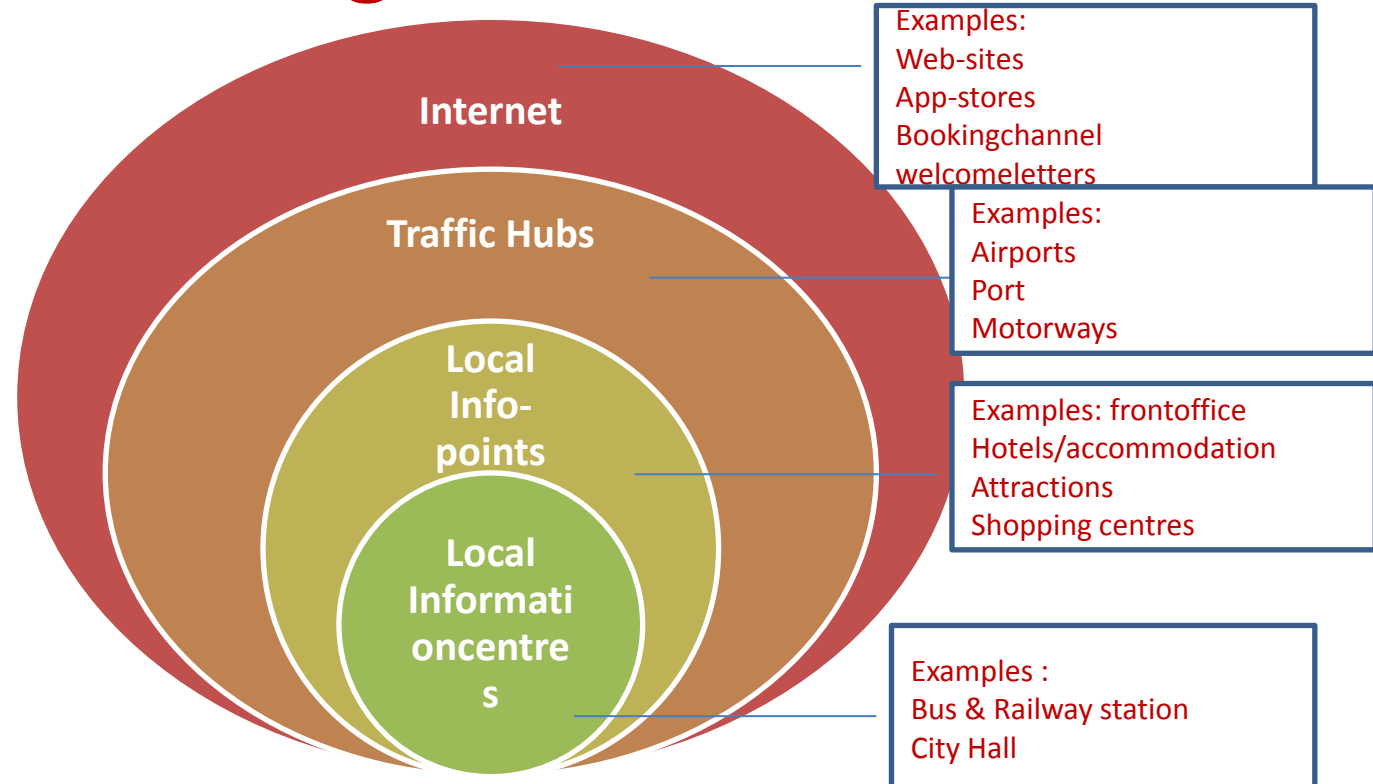 Internet
Traffic Hubs
Local
Info-
points
Local
Informati
oncentre
s
Examples:
Web-sites
App-stores
Bookingchannel
welcomeletters
Examples:
Airports
Port
Motorways
Examples: frontoffice
Hotels/accommodation
Attractions
Shopping centres
Examples :
Bus & Railway station
City Hall